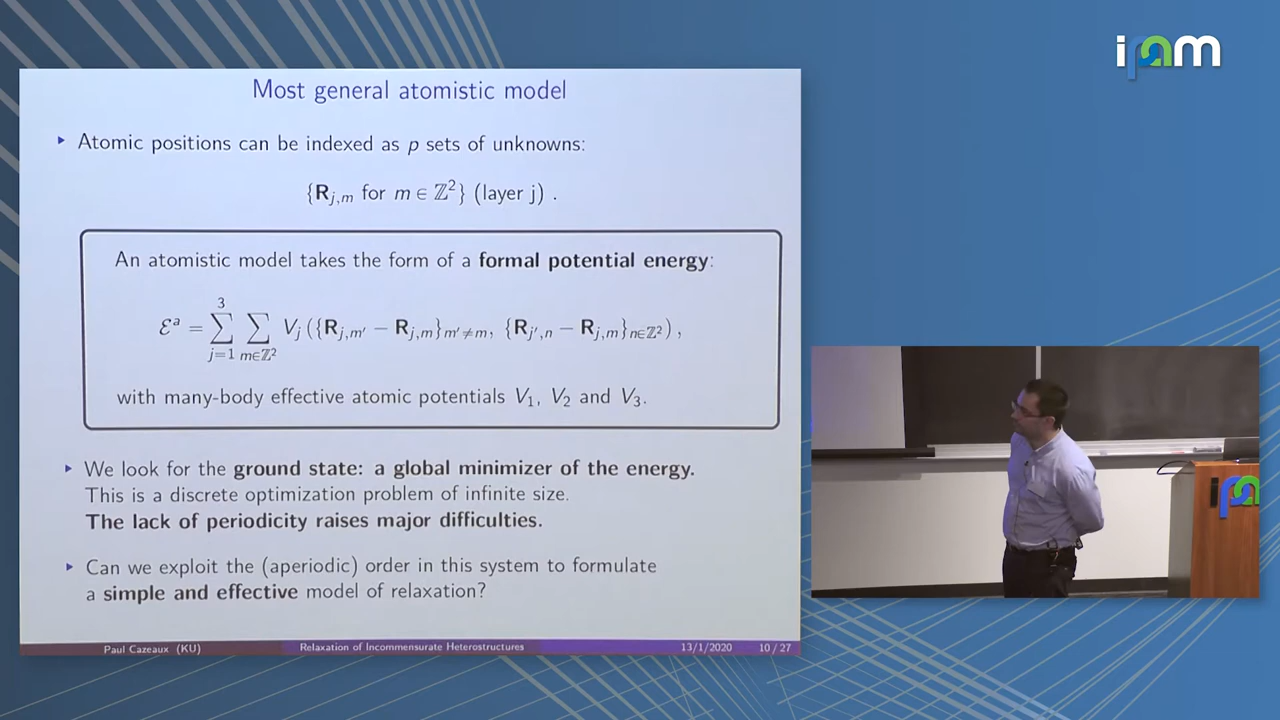 ipam
Most general atomistic model
Atomic positions can be indexed as p sets of unknowns:
{R_{j,m} for m ∈ ℤ²} (layer j) .
An atomistic model takes the form of a formal potential energy:
ℰ^a = ∑_{j=1}^{3} ∑_{m∈ℤ²} V_j ({R_{j,m′} − R_{j,m}}_{m′≠m}, {R_{j′,n} − R_{j,m}}_{n∈ℤ²}) ,
with many-body effective atomic potentials V₁, V₂ and V₃.
We look for the ground state: a global minimizer of the energy.
This is a discrete optimization problem of infinite size.
The lack of periodicity raises major difficulties.
Can we exploit the (aperiodic) order in this system to formulate
a simple and effective model of relaxation?
Paul Cazeaux (KU) Relaxation of Incommensurate Heterostructures 13/1/2020 10 / 27